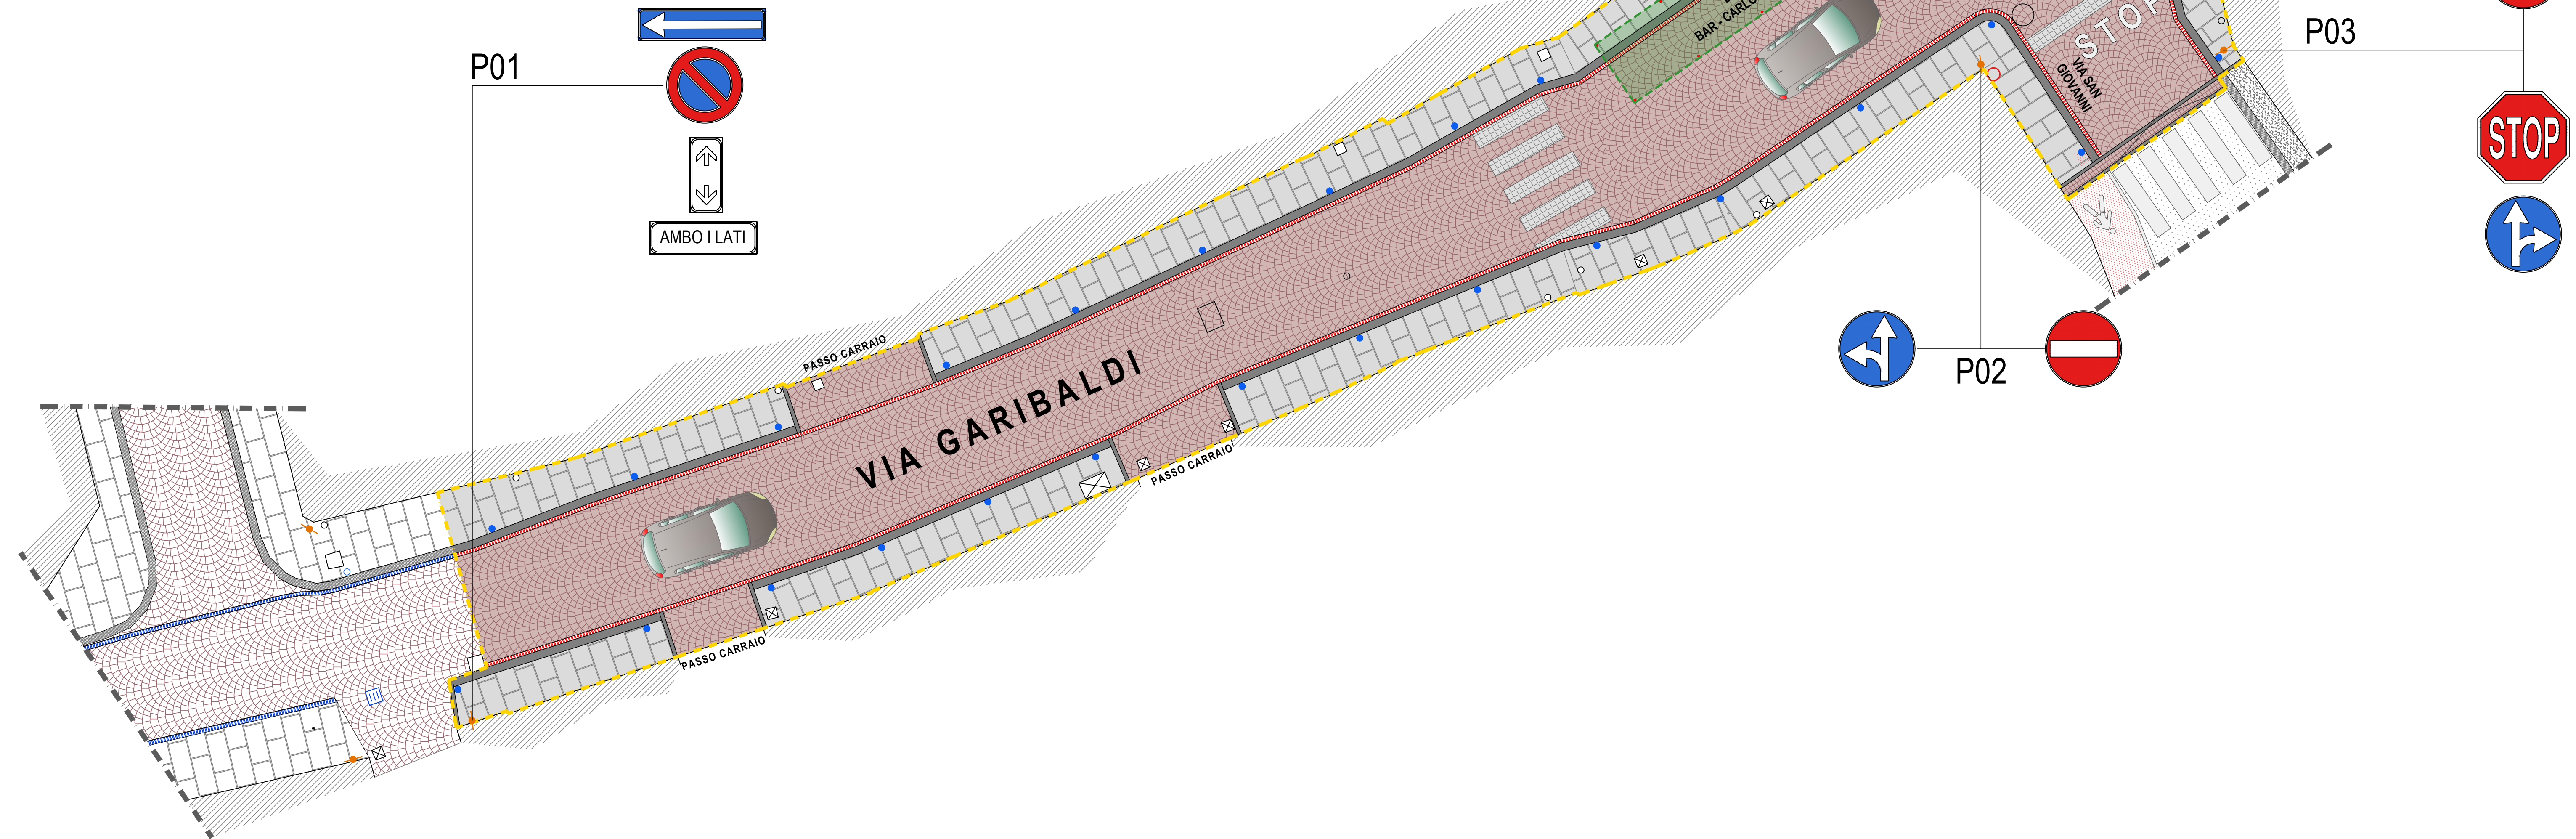 P01
AMBO I LATI
PASSO CARRAIO
VIA GARIBALDI
PASSO CARRAIO
PASSO CARRAIO
BAR - CARLO
STOP
VIA SAN
GIOVANNI
P02
P03
STOP